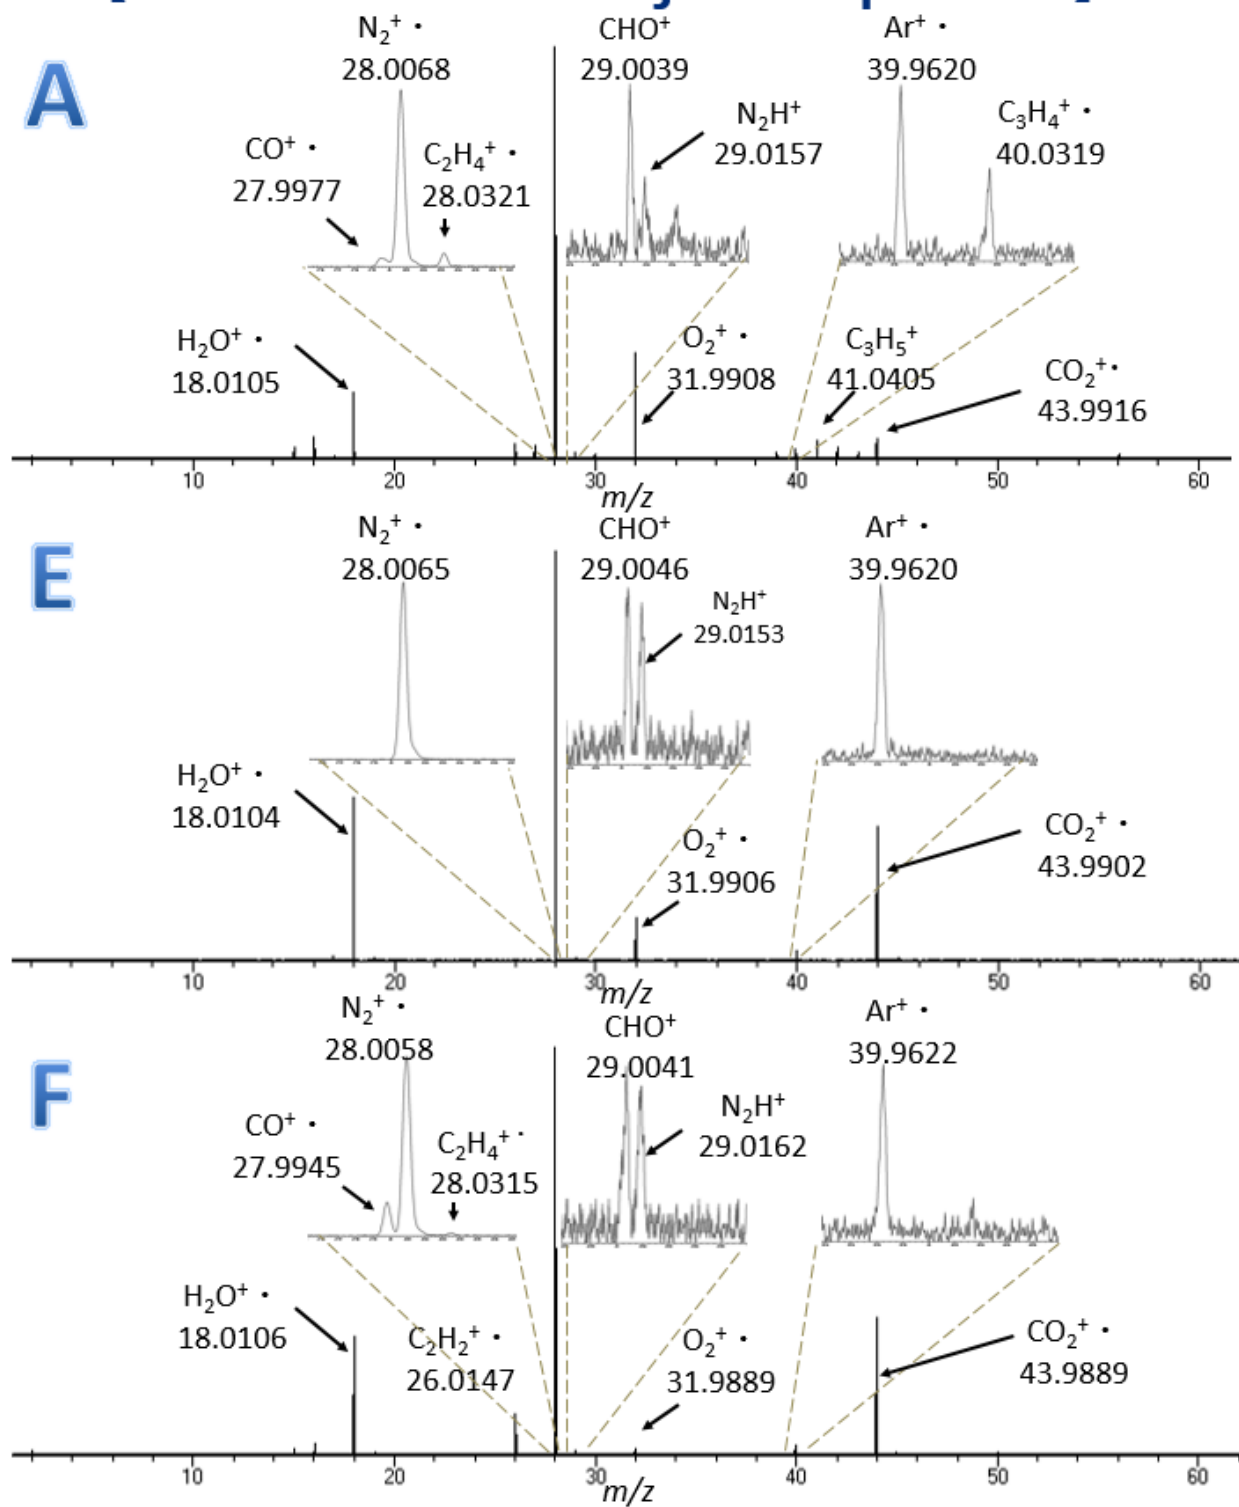 A
N₂⁺ •
28.0068
CHO⁺
29.0039
Ar⁺ •
39.9620
CO⁺ •
27.9977
C₂H₄⁺ •
28.0321
N₂H⁺
29.0157
C₃H₄⁺ •
40.0319
H₂O⁺ •
18.0105
O₂⁺ •
31.9908
C₃H₅⁺
41.0405
CO₂⁺•
43.9916
10 20 30 40 50 60
m/z
E
N₂⁺ •
28.0065
CHO⁺
29.0046
Ar⁺ •
39.9620
N₂H⁺
29.0153
H₂O⁺ •
18.0104
O₂⁺ •
31.9906
CO₂⁺ •
43.9902
10 20 30 40 50 60
m/z
F
N₂⁺ •
28.0058
CHO⁺
29.0041
Ar⁺ •
39.9622
CO⁺ •
27.9945
C₂H₄⁺ •
28.0315
N₂H⁺
29.0162
H₂O⁺ •
18.0106
C₂H₂⁺ •
26.0147
O₂⁺ •
31.9889
CO₂⁺ •
43.9889
10 20 30 40 50 60
m/z